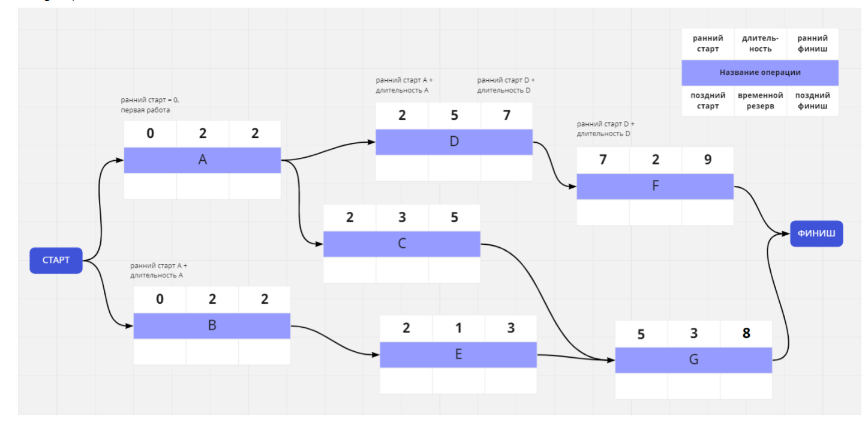 ранний старт
длитель-ность
ранний финиш
Название операции
поздний старт
временной резерв
поздний финиш
ранний старт = 0,
первая работа
0 2 2
A
ранний старт A +
длительность A
ранний старт D +
длительность D
2 5 7
D
ранний старт D +
длительность D
7 2 9
F
2 3 5
C
СТАРТ
ФИНИШ
ранний старт A +
длительность A
0 2 2
B
2 1 3
E
5 3 8
G